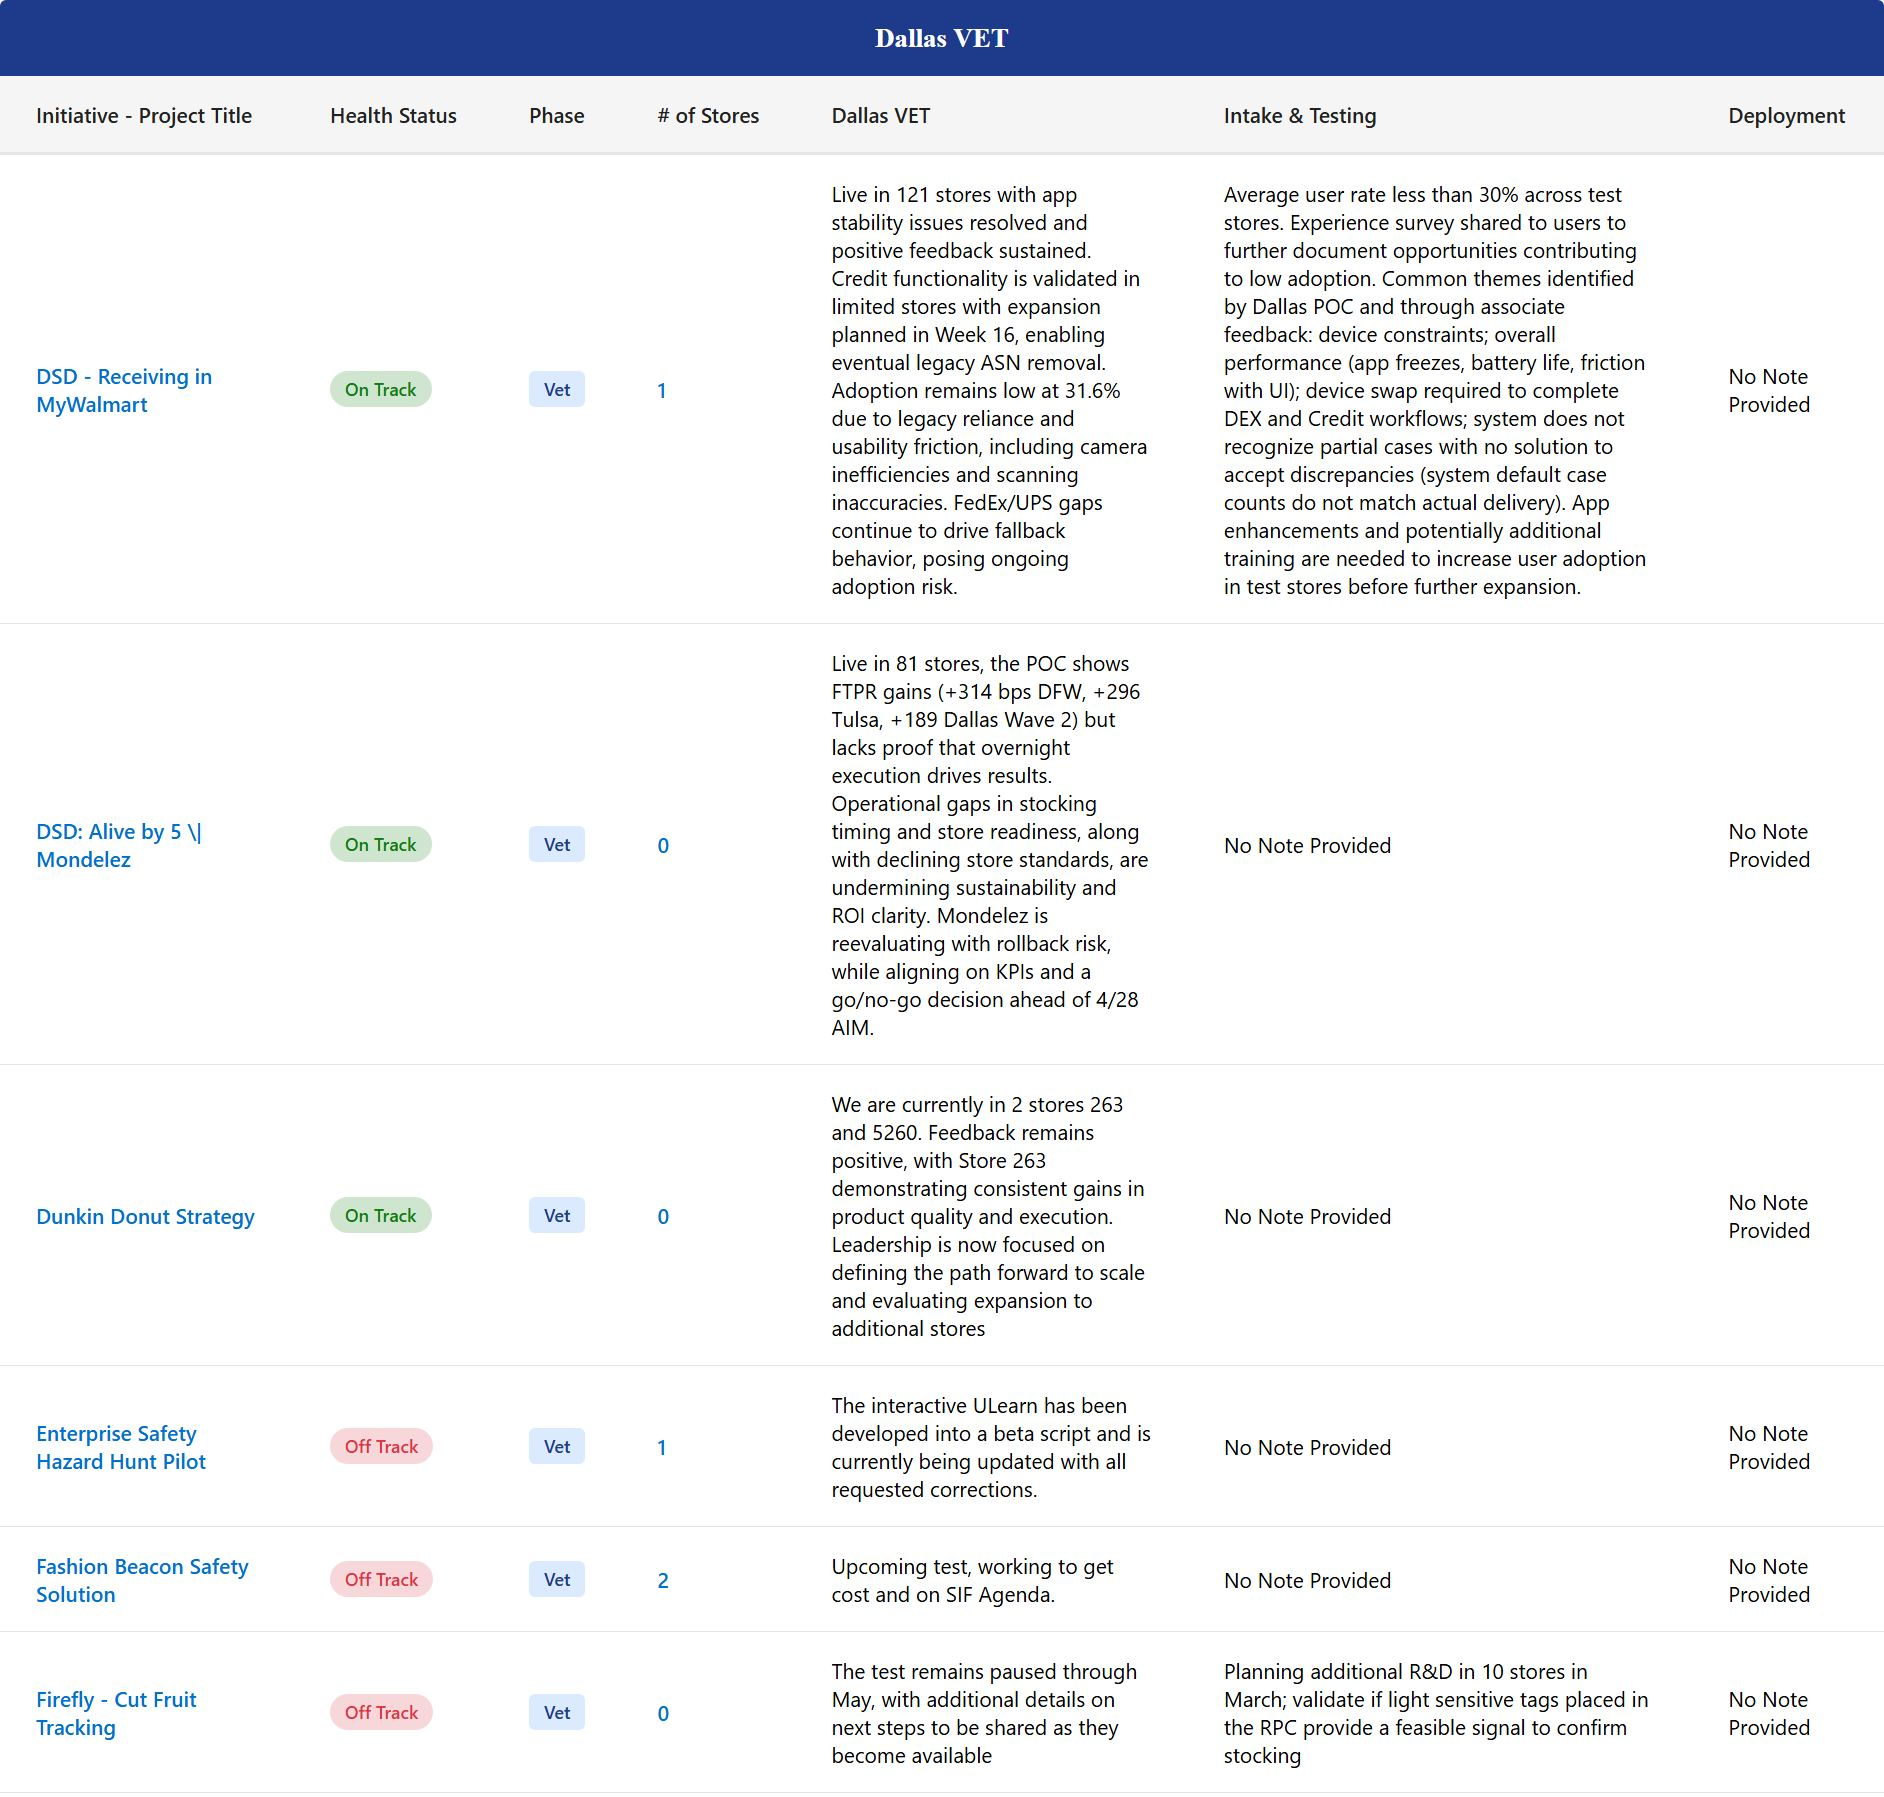 Dallas VET
Initiative - Project Title
Health Status
Phase
# of Stores
Dallas VET
Intake & Testing
Deployment
DSD - Receiving in
MyWalmart
On Track
Vet
1
Live in 121 stores with app
stability issues resolved and
positive feedback sustained.
Credit functionality is validated in
limited stores with expansion
planned in Week 16, enabling
eventual legacy ASN removal.
Adoption remains low at 31.6%
due to legacy reliance and
usability friction, including camera
inefficiencies and scanning
inaccuracies. FedEx/UPS gaps
continue to drive fallback
behavior, posing ongoing
adoption risk.
Average user rate less than 30% across test
stores. Experience survey shared to users to
further document opportunities contributing
to low adoption. Common themes identified
by Dallas POC and through associate
feedback: device constraints; overall
performance (app freezes, battery life, friction
with UI); device swap required to complete
DEX and Credit workflows; system does not
recognize partial cases with no solution to
accept discrepancies (system default case
counts do not match actual delivery). App
enhancements and potentially additional
training are needed to increase user adoption
in test stores before further expansion.
No Note
Provided
DSD: Alive by 5 \|
Mondelez
On Track
Vet
0
Live in 81 stores, the POC shows
FTPR gains (+314 bps DFW, +296
Tulsa, +189 Dallas Wave 2) but
lacks proof that overnight
execution drives results.
Operational gaps in stocking
timing and store readiness, along
with declining store standards, are
undermining sustainability and
ROI clarity. Mondelez is
reevaluating with rollback risk,
while aligning on KPIs and a
go/no-go decision ahead of 4/28
AIM.
No Note Provided
No Note
Provided
Dunkin Donut Strategy
On Track
Vet
0
We are currently in 2 stores 263
and 5260. Feedback remains
positive, with Store 263
demonstrating consistent gains in
product quality and execution.
Leadership is now focused on
defining the path forward to scale
and evaluating expansion to
additional stores
No Note Provided
No Note
Provided
Enterprise Safety
Hazard Hunt Pilot
Off Track
Vet
1
The interactive ULearn has been
developed into a beta script and is
currently being updated with all
requested corrections.
No Note Provided
No Note
Provided
Fashion Beacon Safety
Solution
Off Track
Vet
2
Upcoming test, working to get
cost and on SIF Agenda.
No Note Provided
No Note
Provided
Firefly - Cut Fruit
Tracking
Off Track
Vet
0
The test remains paused through
May, with additional details on
next steps to be shared as they
become available
Planning additional R&D in 10 stores in
March; validate if light sensitive tags placed in
the RPC provide a feasible signal to confirm
stocking
No Note
Provided